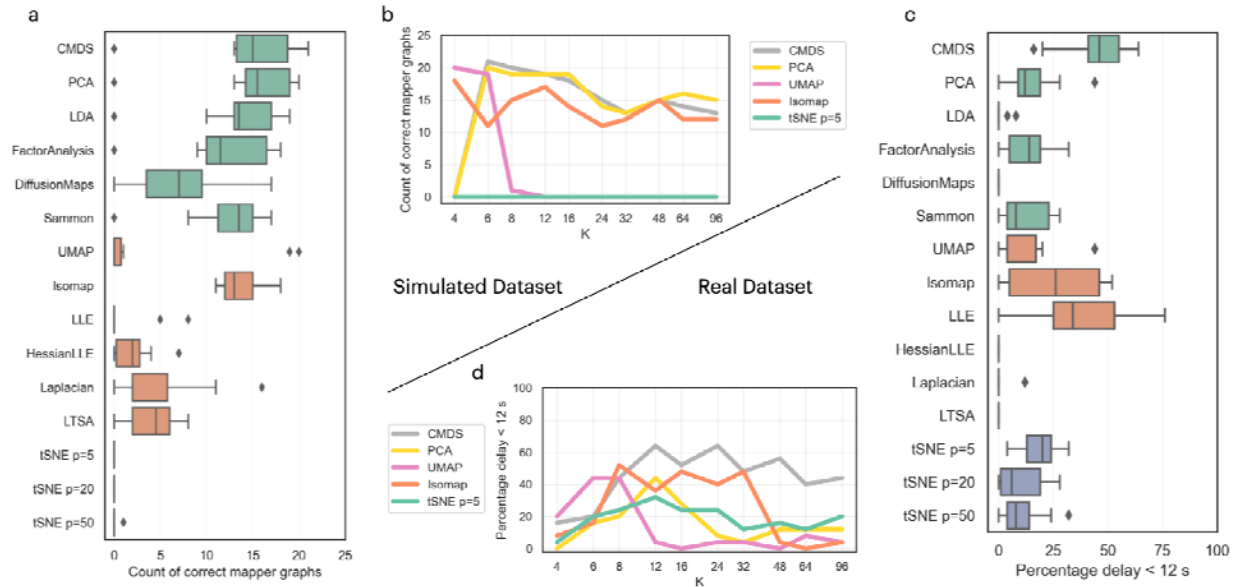 a
CMDS
PCA
LDA
FactorAnalysis
DiffusionMaps
Sammon
UMAP
Isomap
LLE
HessianLLE
Laplacian
LTSA
tSNE p=5
tSNE p=20
tSNE p=50
0 5 10 15 20 25
Count of correct mapper graphs
b
Count of correct mapper graphs
25
20
15
10
5
0
4 6 8 12 16 24 32 48 64 96
K
CMDS
PCA
UMAP
Isomap
tSNE p=5
Simulated Dataset
Real Dataset
d
CMDS
PCA
UMAP
Isomap
tSNE p=5
Percentage delay < 12 s
100
80
60
40
20
0
4 6 8 12 16 24 32 48 64 96
K
c
CMDS
PCA
LDA
FactorAnalysis
DiffusionMaps
Sammon
UMAP
Isomap
LLE
HessianLLE
Laplacian
LTSA
tSNE p=5
tSNE p=20
tSNE p=50
0 25 50 75 100
Percentage delay < 12 s